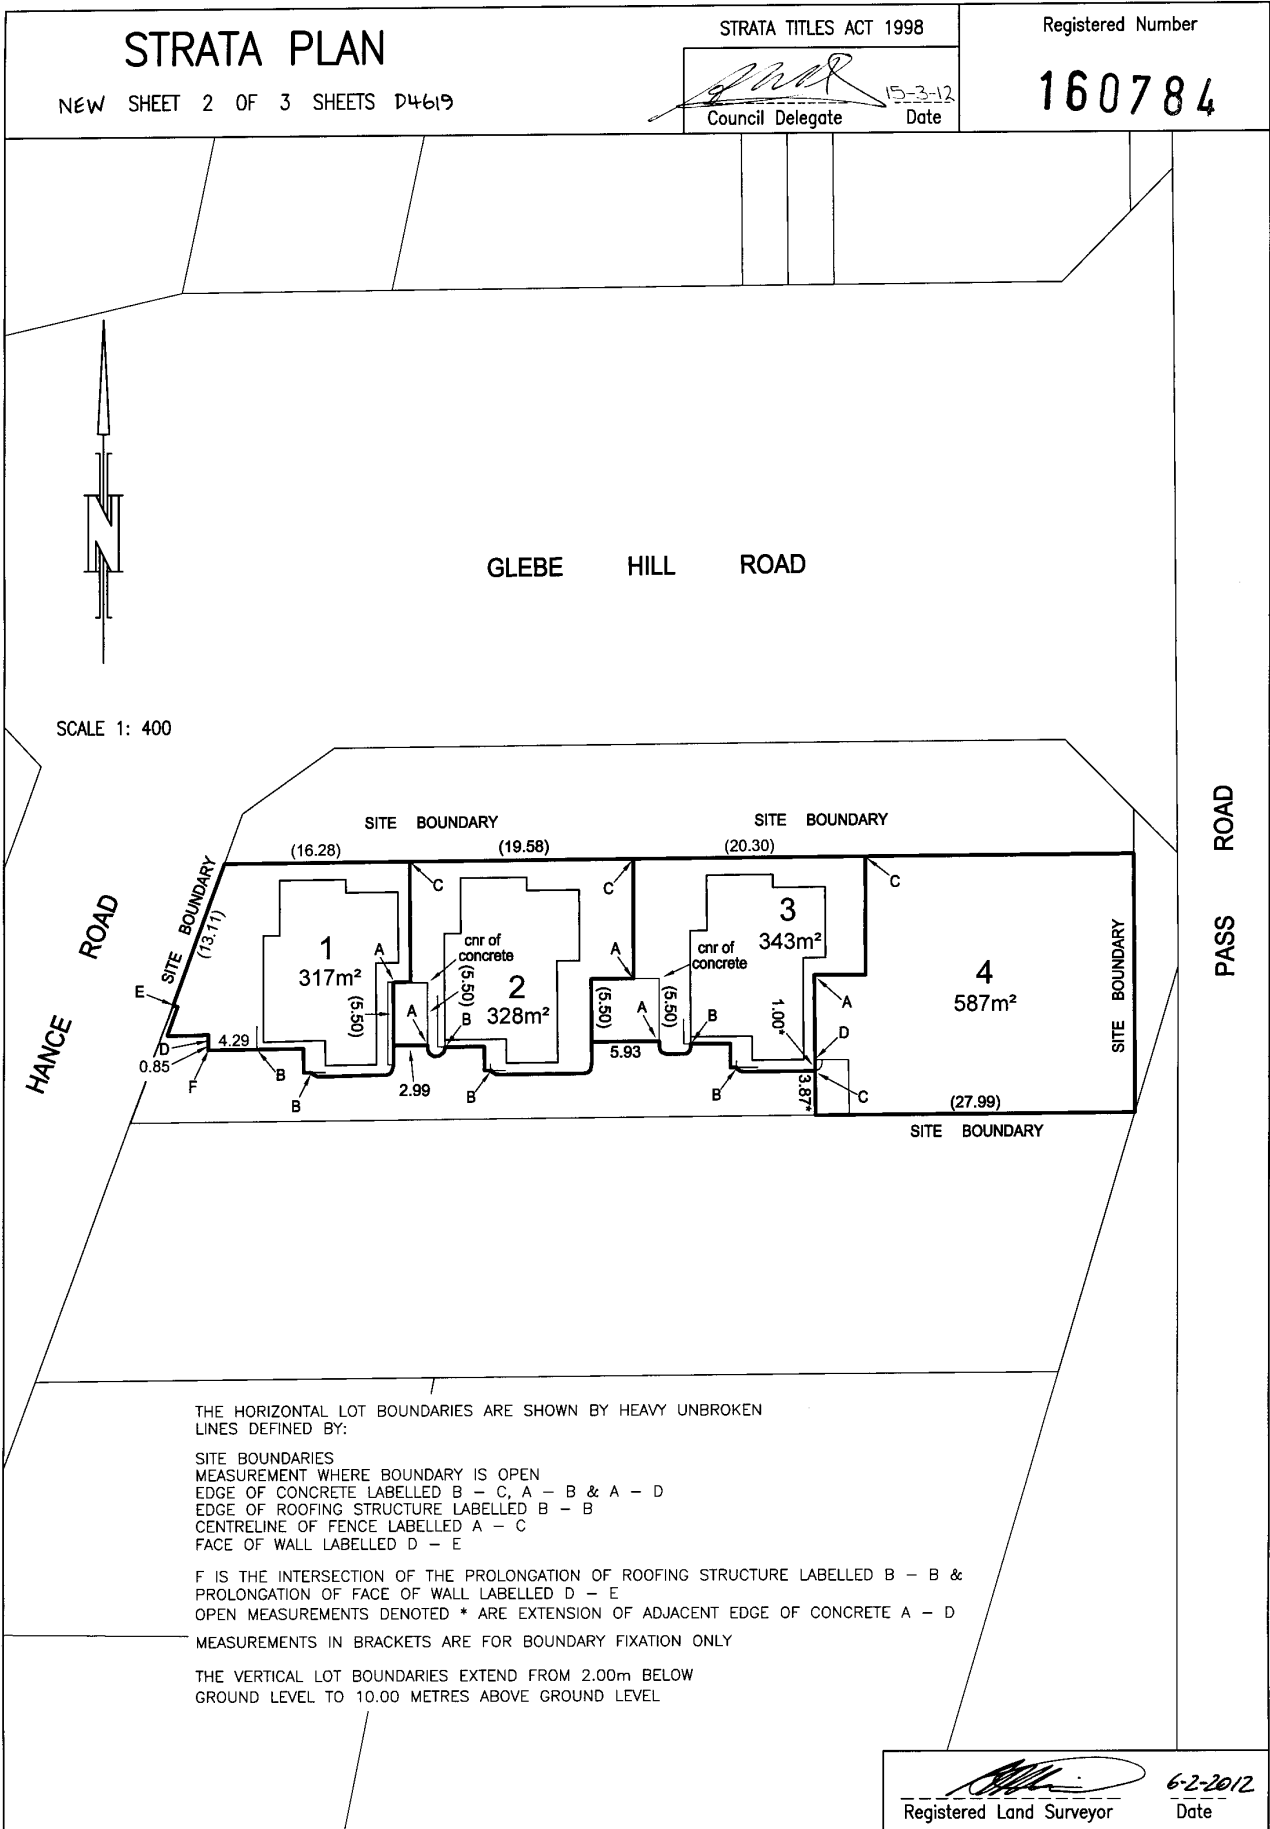 STRATA PLAN
NEW SHEET 2 OF 3 SHEETS D4619
STRATA TITLES ACT 1998
15-3-12
Council Delegate Date
Registered Number
160784
N
GLEBE HILL ROAD
SCALE 1: 400
HANCE ROAD
PASS ROAD
SITE BOUNDARY
SITE BOUNDARY
(16.28)
(19.58)
(20.30)
SITE BOUNDARY
(13.11)
C
C
C
1
317m²
A
cnr of
concrete
(5.50)
2
328m²
A
cnr of
concrete
3
343m²
4
587m²
SITE BOUNDARY
E
D
0.85
F
4.29
B
B
(5.50)
A
B
2.99
B
(5.50)
A
(5.50)
B
5.93
B
1.00*
A
D
C
3.87*
(27.99)
SITE BOUNDARY
THE HORIZONTAL LOT BOUNDARIES ARE SHOWN BY HEAVY UNBROKEN
LINES DEFINED BY:
SITE BOUNDARIES
MEASUREMENT WHERE BOUNDARY IS OPEN
EDGE OF CONCRETE LABELLED B – C, A – B & A – D
EDGE OF ROOFING STRUCTURE LABELLED B – B
CENTRELINE OF FENCE LABELLED A – C
FACE OF WALL LABELLED D – E
F IS THE INTERSECTION OF THE PROLONGATION OF ROOFING STRUCTURE LABELLED B – B &
PROLONGATION OF FACE OF WALL LABELLED D – E
OPEN MEASUREMENTS DENOTED * ARE EXTENSION OF ADJACENT EDGE OF CONCRETE A – D
MEASUREMENTS IN BRACKETS ARE FOR BOUNDARY FIXATION ONLY
THE VERTICAL LOT BOUNDARIES EXTEND FROM 2.00m BELOW
GROUND LEVEL TO 10.00 METRES ABOVE GROUND LEVEL
6-2-2012
Registered Land Surveyor Date